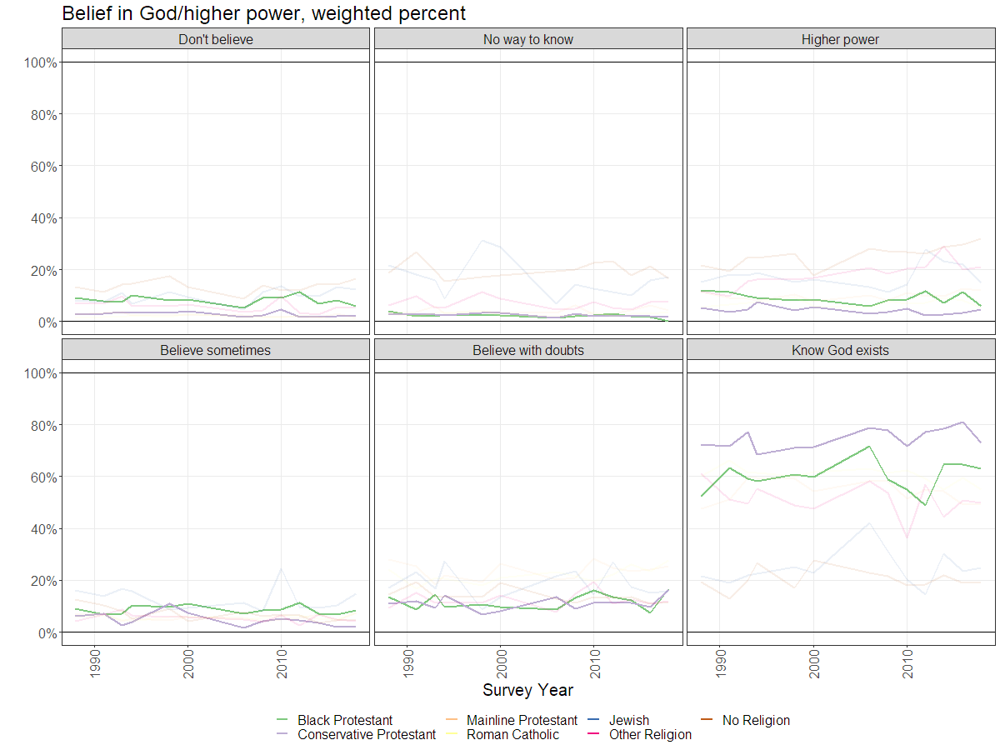 Belief in God/higher power, weighted percent
Don't believe
No way to know
Higher power
100%
80%
60%
40%
20%
0%
Believe sometimes
Believe with doubts
Know God exists
100%
80%
60%
40%
20%
0%
1990 2000 2010
1990 2000 2010
1990 2000 2010
Survey Year
Black Protestant Mainline Protestant Jewish No Religion
Conservative Protestant Roman Catholic Other Religion